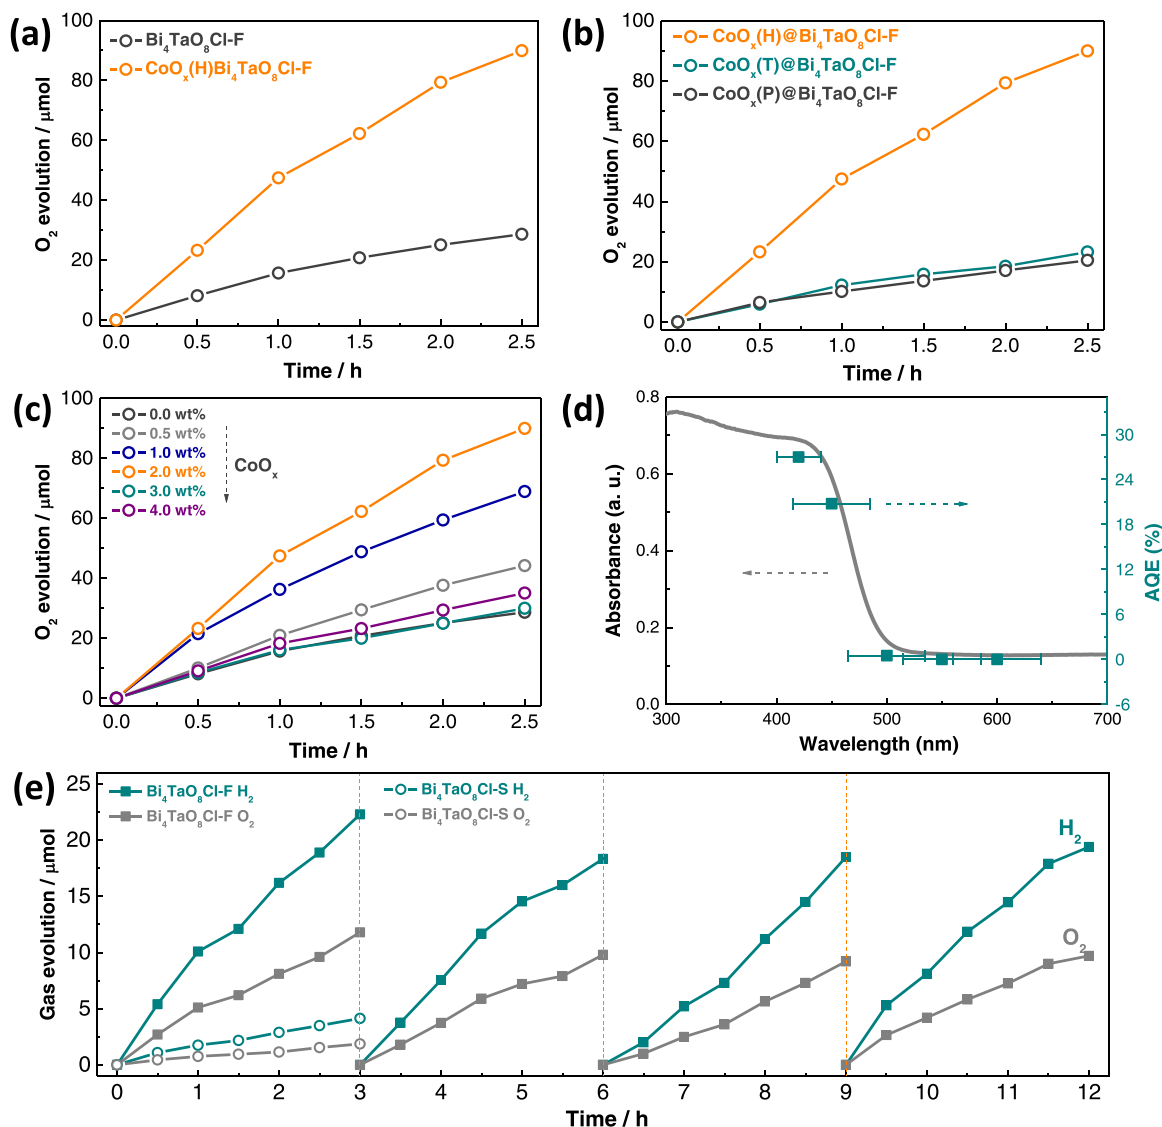 (a)
Bi₄TaO₈Cl-F
CoOₓ(H)Bi₄TaO₈Cl-F
O₂ evolution / μmol
100
80
60
40
20
0
0.0 0.5 1.0 1.5 2.0 2.5
Time / h
(b)
CoOₓ(H)@Bi₄TaO₈Cl-F
CoOₓ(T)@Bi₄TaO₈Cl-F
CoOₓ(P)@Bi₄TaO₈Cl-F
O₂ evolution / μmol
100
80
60
40
20
0
0.0 0.5 1.0 1.5 2.0 2.5
Time / h
(c)
0.0 wt%
0.5 wt%
1.0 wt%
2.0 wt%
3.0 wt%
4.0 wt%
CoOₓ
O₂ evolution / μmol
100
80
60
40
20
0
0.0 0.5 1.0 1.5 2.0 2.5
Time / h
(d)
Absorbance (a. u.)
0.8
0.6
0.4
0.2
0.0
300 400 500 600 700
Wavelength (nm)
30
24
18
12
6
0
-6
AQE (%)
(e)
Bi₄TaO₈Cl-F H₂
Bi₄TaO₈Cl-F O₂
Bi₄TaO₈Cl-S H₂
Bi₄TaO₈Cl-S O₂
H₂
O₂
Gas evolution / μmol
25
20
15
10
5
0
0 1 2 3 4 5 6 7 8 9 10 11 12
Time / h